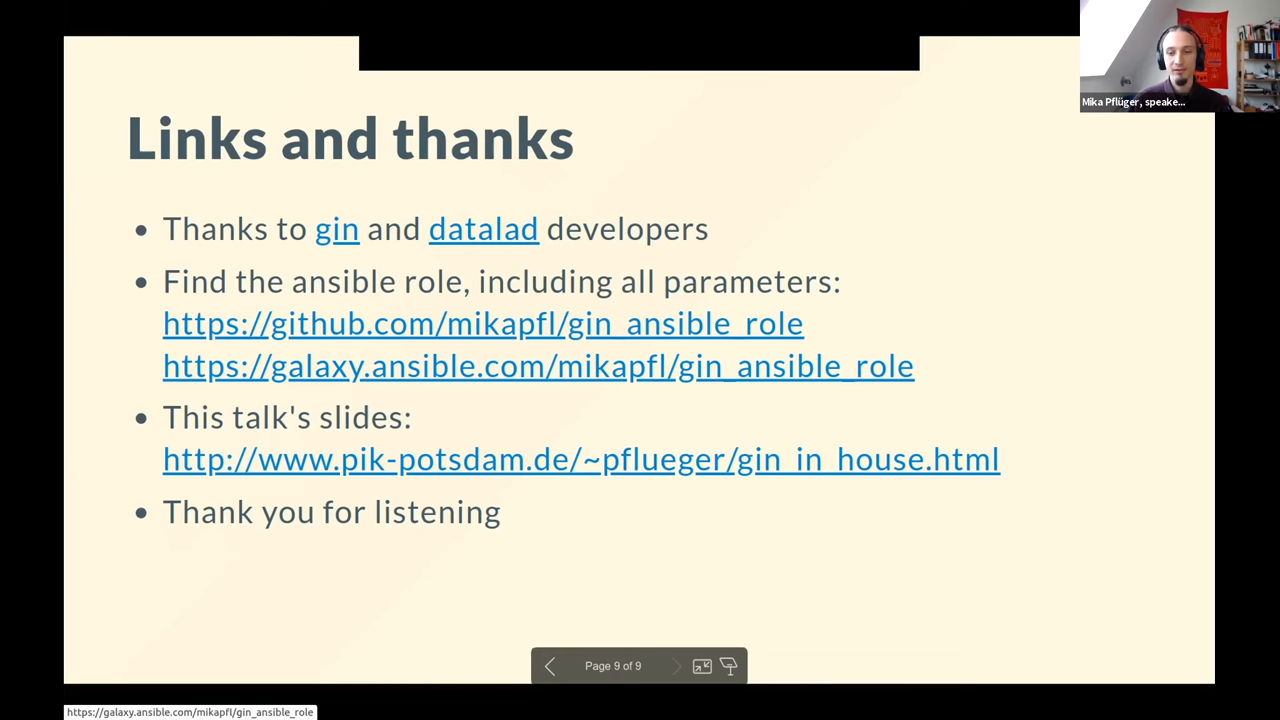 Mika Pflüger, speake...
Links and thanks
Thanks to gin and datalad developers
Find the ansible role, including all parameters:
https://github.com/mikapfl/gin_ansible_role
https://galaxy.ansible.com/mikapfl/gin_ansible_role
This talk's slides:
http://www.pik-potsdam.de/~pflueger/gin_in_house.html
Thank you for listening
Page 9 of 9
https://galaxy.ansible.com/mikapfl/gin_ansible_role